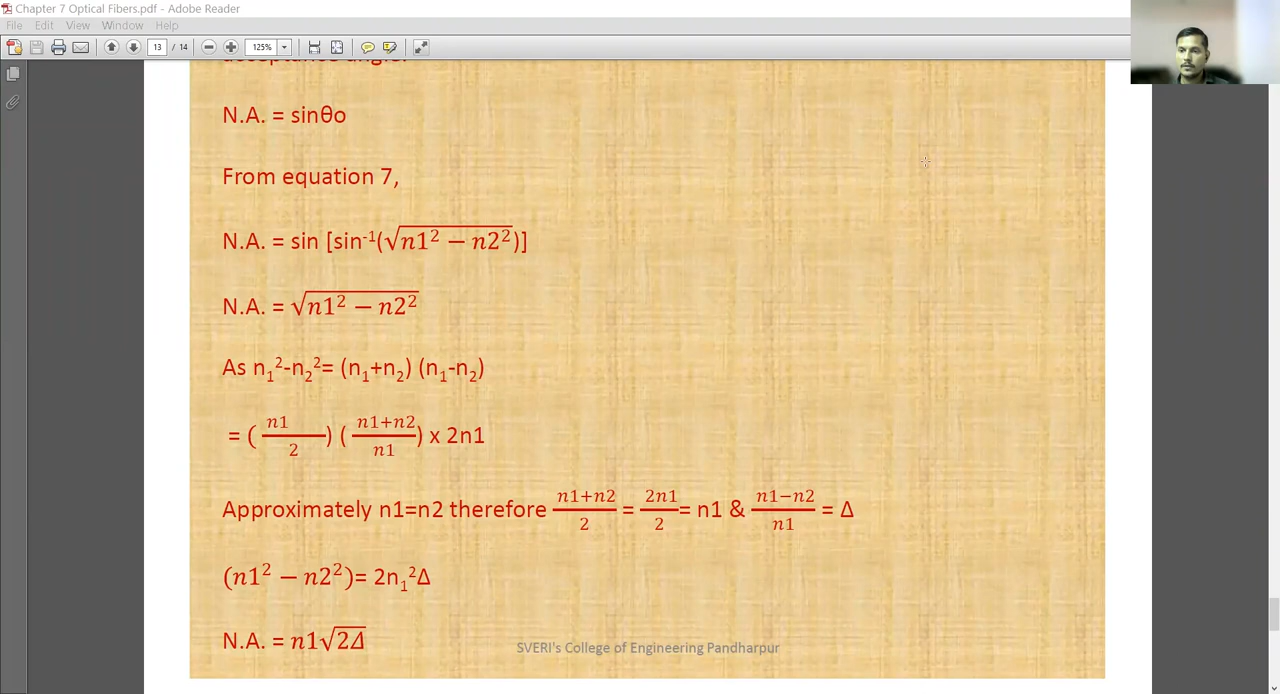 Chapter 7 Optical Fibers.pdf - Adobe Reader
File Edit View Window Help
13 / 14 125%
acceptance angle.
N.A. = sinθo
From equation 7,
N.A. = sin [sin⁻¹(√(n1² − n2²))]
N.A. = √(n1² − n2²)
As n₁²-n₂²= (n₁+n₂) (n₁-n₂)
= (n1/2) ((n1+n2)/n1) x 2n1
Approximately n1=n2 therefore (n1+n2)/2 = 2n1/2 = n1 & (n1−n2)/n1 = Δ
(n1² − n2²)= 2n₁²Δ
N.A. = n1√2Δ
SVERI's College of Engineering Pandharpur